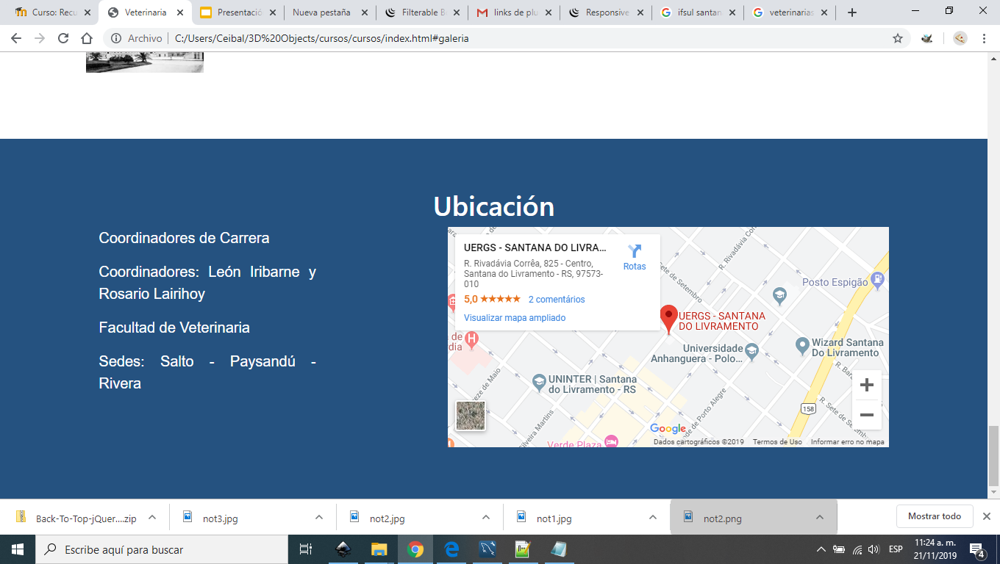 Curso: Recu
Veterinaria
Presentació
Nueva pestaña
Filterable B
links de plu
Responsive
ifsul santan
veterinarias
Archivo
C:/Users/Ceibal/3D%20Objects/cursos/cursos/index.html#galeria
Ubicación
Coordinadores de Carrera
Coordinadores: León Iribarne y
Rosario Lairihoy
Facultad de Veterinaria
Sedes: Salto - Paysandú -
Rivera
UERGS - SANTANA DO LIVRA...
R. Rivadávia Corrêa, 825 - Centro,
Santana do Livramento - RS, 97573-
010
5,0 ★★★★★ 2 comentários
Visualizar mapa ampliado
Rotas
R. Rivadávia Cor
Sete de Setembro
Posto Espigão
UERGS - SANTANA
DO LIVRAMENTO
Universidade
Anhanguera - Polo...
Wizard Santana
Do Livramento
de
dia
H
UNINTER | Santana
do Livramento - RS
R. Bar
R. Sete de Setem
158
eze de Maio
Silveira Martins
de de Porto Alegre
Verde Plaza
Google
Dados cartográficos ©2019
Termos de Uso
Informar erro no mapa
Back-To-Top-jQuer....zip
not3.jpg
not2.jpg
not1.jpg
not2.png
Mostrar todo
Escribe aquí para buscar
ESP
11:24 a. m.
21/11/2019
4